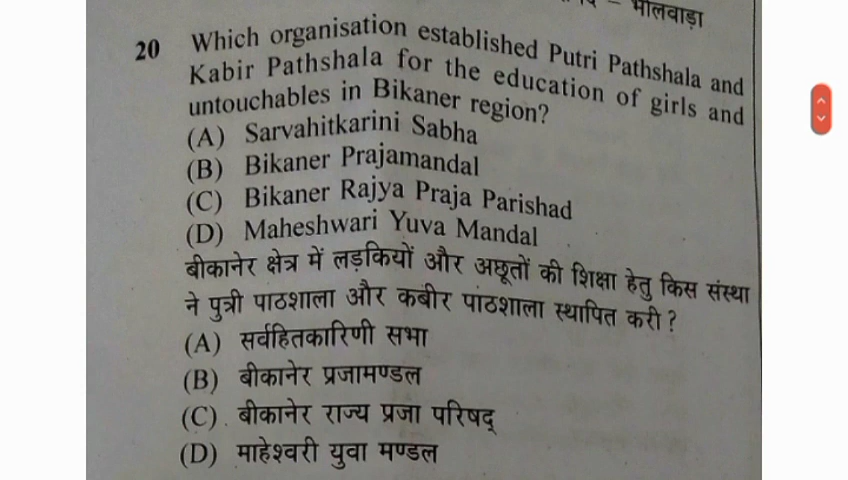 – भीलवाड़ा
20 Which organisation established Putri Pathshala and
Kabir Pathshala for the education of girls and
untouchables in Bikaner region?
(A) Sarvahitkarini Sabha
(B) Bikaner Prajamandal
(C) Bikaner Rajya Praja Parishad
(D) Maheshwari Yuva Mandal
बीकानेर क्षेत्र में लड़कियों और अछूतों की शिक्षा हेतु किस संस्था
ने पुत्री पाठशाला और कबीर पाठशाला स्थापित करी ?
(A) सर्वहितकारिणी सभा
(B) बीकानेर प्रजामण्डल
(C) बीकानेर राज्य प्रजा परिषद्
(D) माहेश्वरी युवा मण्डल